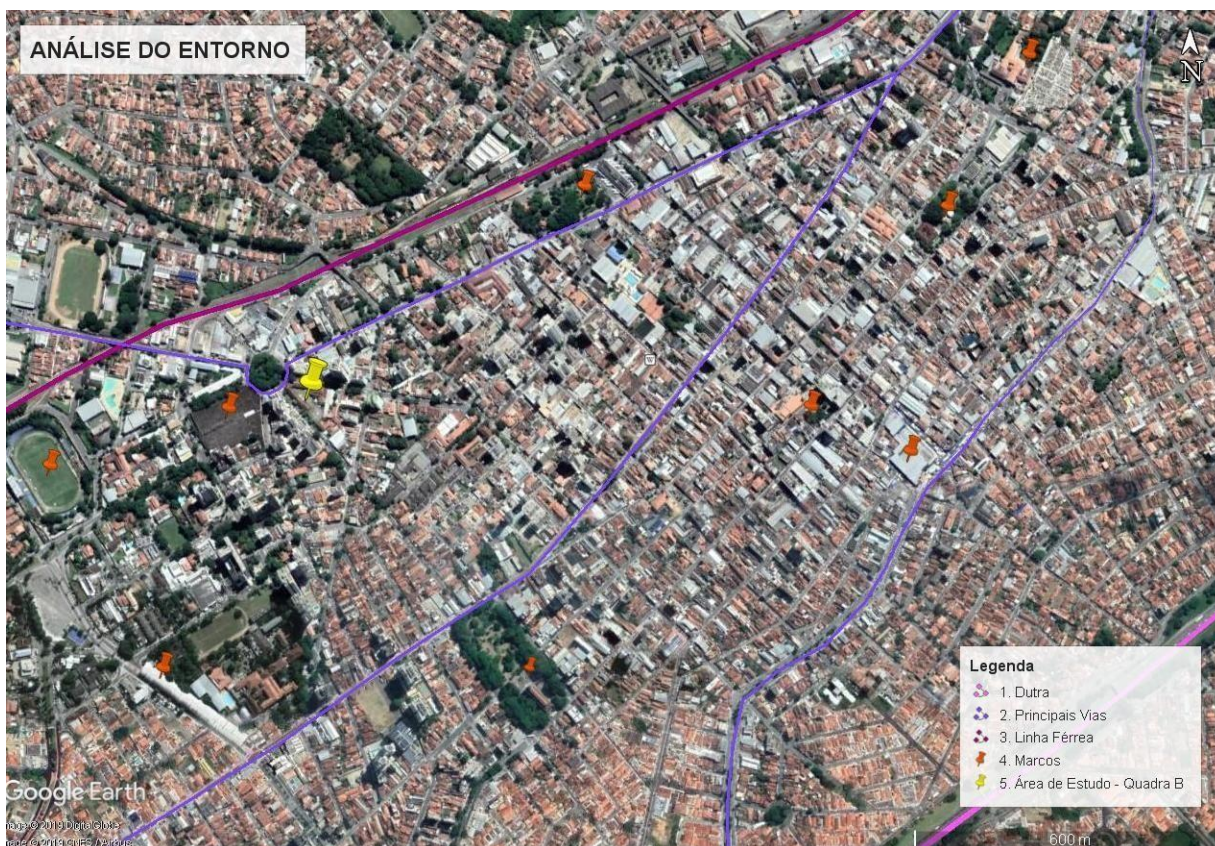 ANÁLISE DO ENTORNO
N
Legenda
1. Dutra
2. Principais Vias
3. Linha Férrea
4. Marcos
5. Área de Estudo - Quadra B
Google Earth
600 m